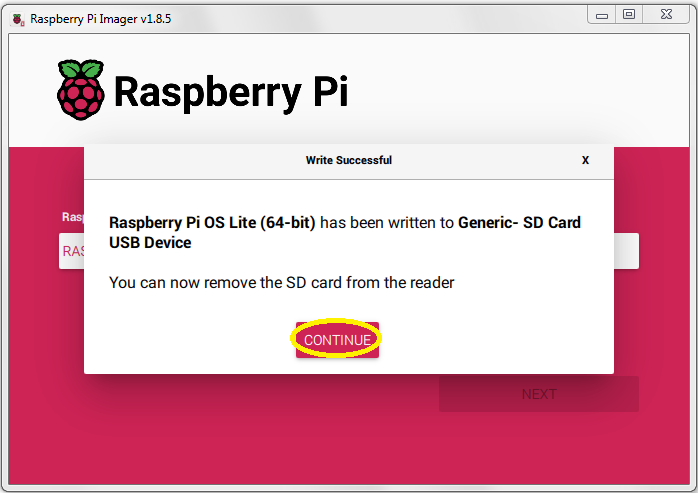 Raspberry Pi Imager v1.8.5
Raspberry Pi
Write Successful
X
Rasp
Raspberry Pi OS Lite (64-bit) has been written to Generic- SD Card
USB Device
RAS
You can now remove the SD card from the reader
CONTINUE
NEXT